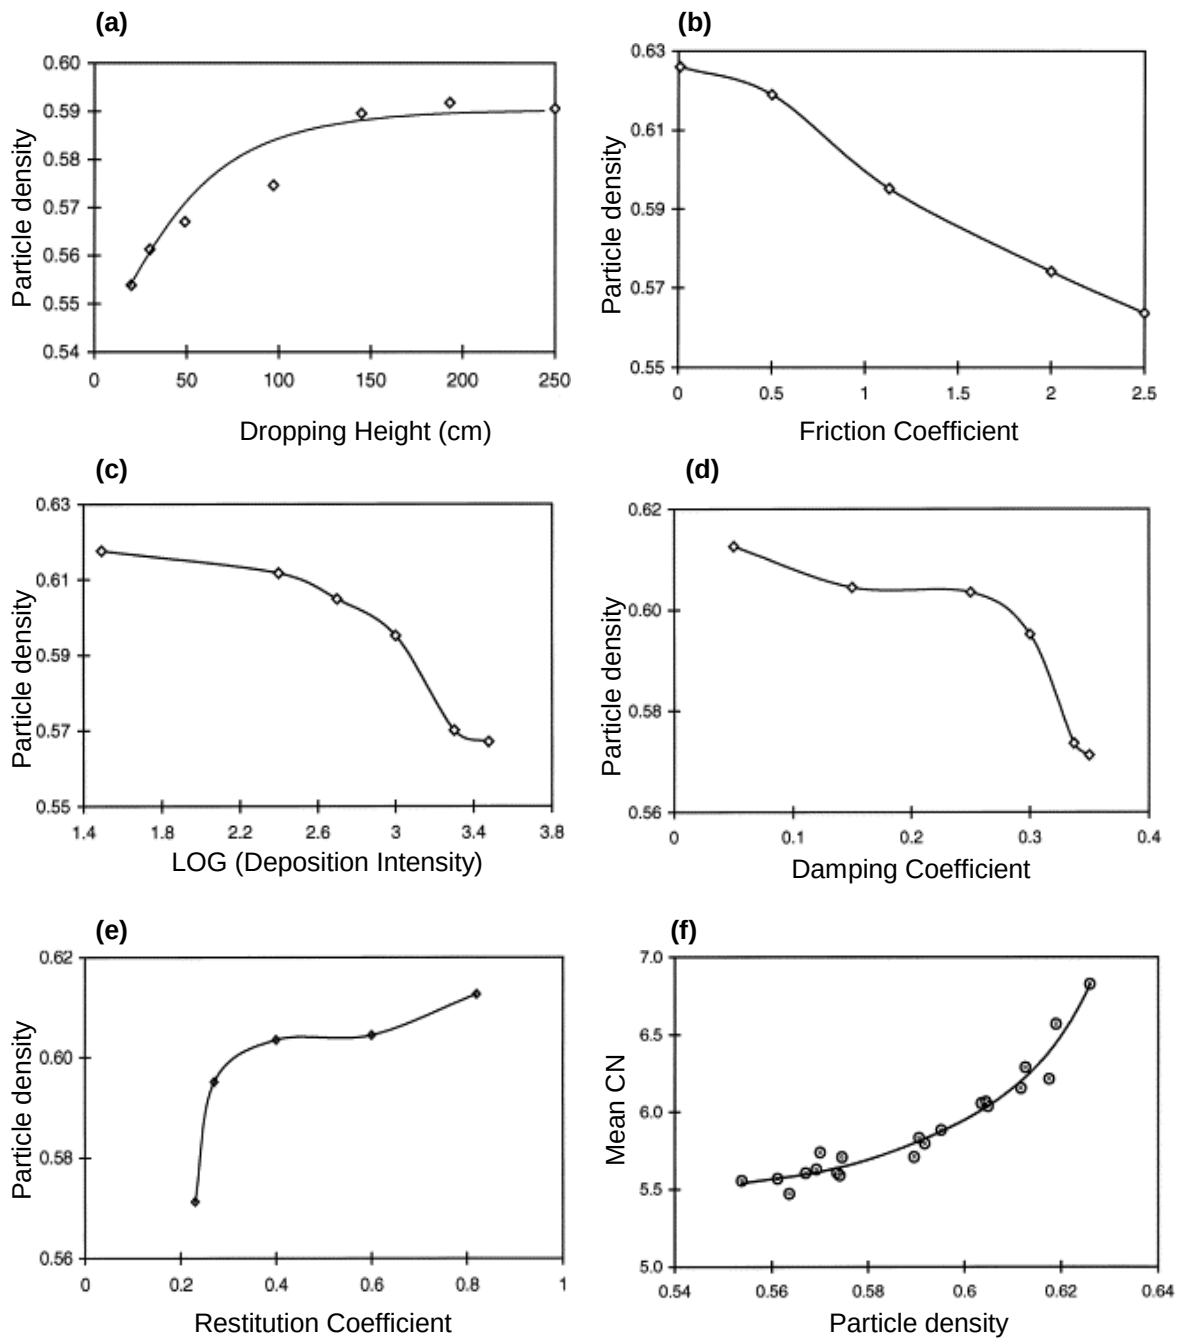 (a)
0.60
0.59
0.58
0.57
0.56
0.55
0.54
Particle density
0 50 100 150 200 250
Dropping Height (cm)
(b)
0.63
0.61
0.59
0.57
0.55
Particle density
0 0.5 1 1.5 2 2.5
Friction Coefficient
(c)
0.63
0.61
0.59
0.57
0.55
Particle density
1.4 1.8 2.2 2.6 3 3.4 3.8
LOG (Deposition Intensity)
(d)
0.62
0.60
0.58
0.56
Particle density
0 0.1 0.2 0.3 0.4
Damping Coefficient
(e)
0.62
0.60
0.58
0.56
Particle density
0 0.2 0.4 0.6 0.8 1
Restitution Coefficient
(f)
7.0
6.5
6.0
5.5
5.0
Mean CN
0.54 0.56 0.58 0.6 0.62 0.64
Particle density